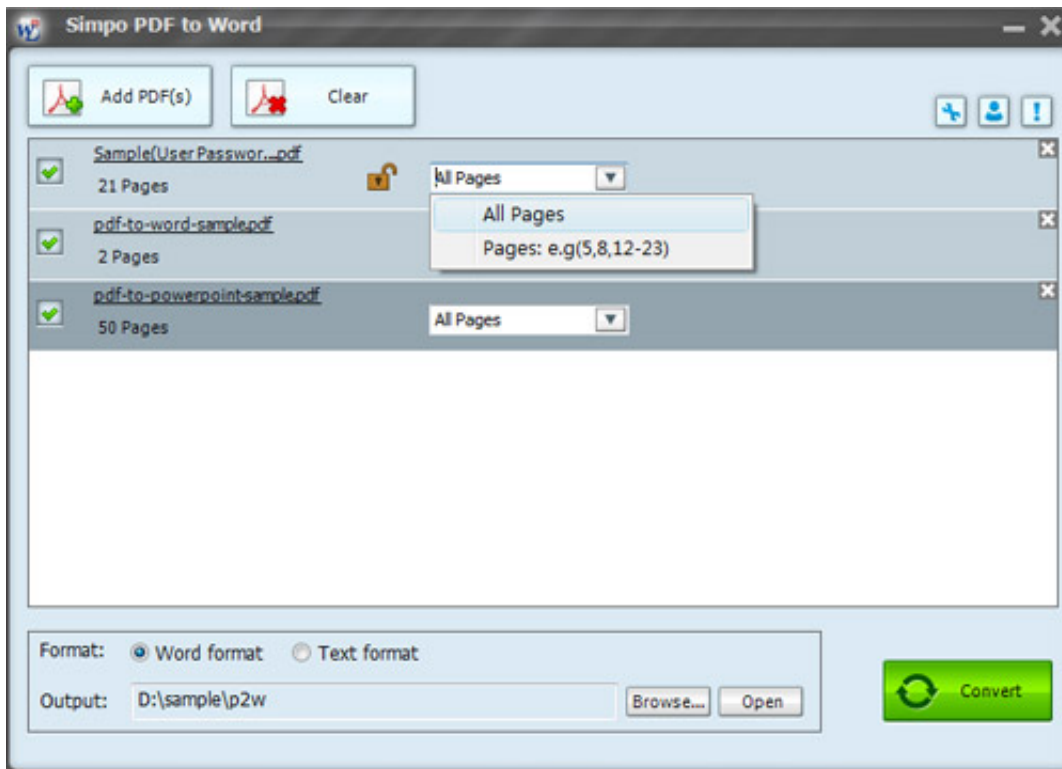 Simpo PDF to Word
Add PDF(s)
Clear
Sample(User Passwor...pdf
21 Pages
All Pages
All Pages
Pages: e.g(5,8,12-23)
pdf-to-word-sample.pdf
2 Pages
pdf-to-powerpoint-sample.pdf
50 Pages
All Pages
Format: Word format Text format
Output: D:\sample\p2w Browse... Open
Convert